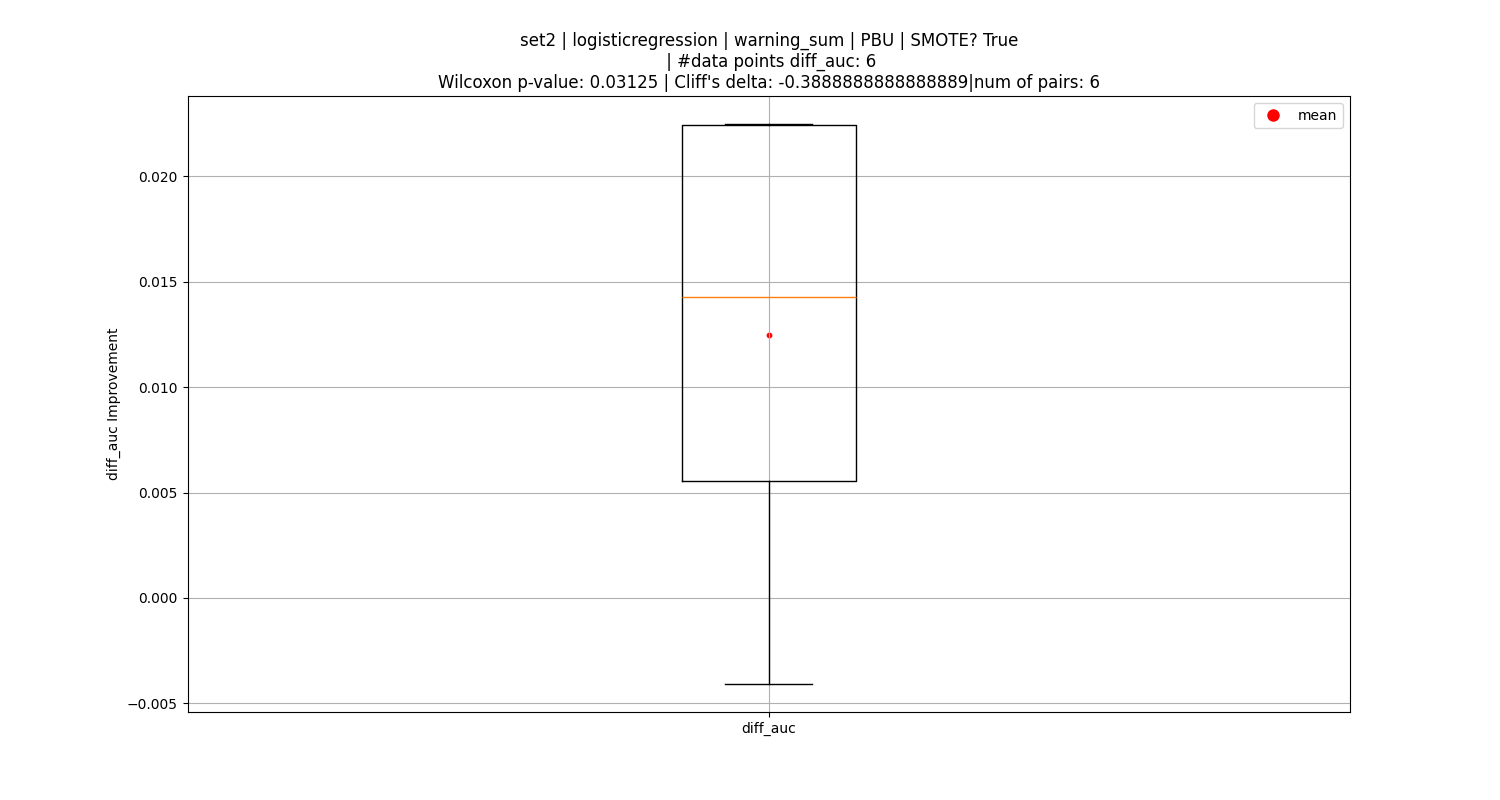 set2 | logisticregression | warning_sum | PBU | SMOTE? True
| #data points diff_auc: 6
Wilcoxon p-value: 0.03125 | Cliff's delta: -0.3888888888888889|num of pairs: 6
mean
0.020
0.015
0.010
0.005
0.000
−0.005
diff_auc Improvement
diff_auc